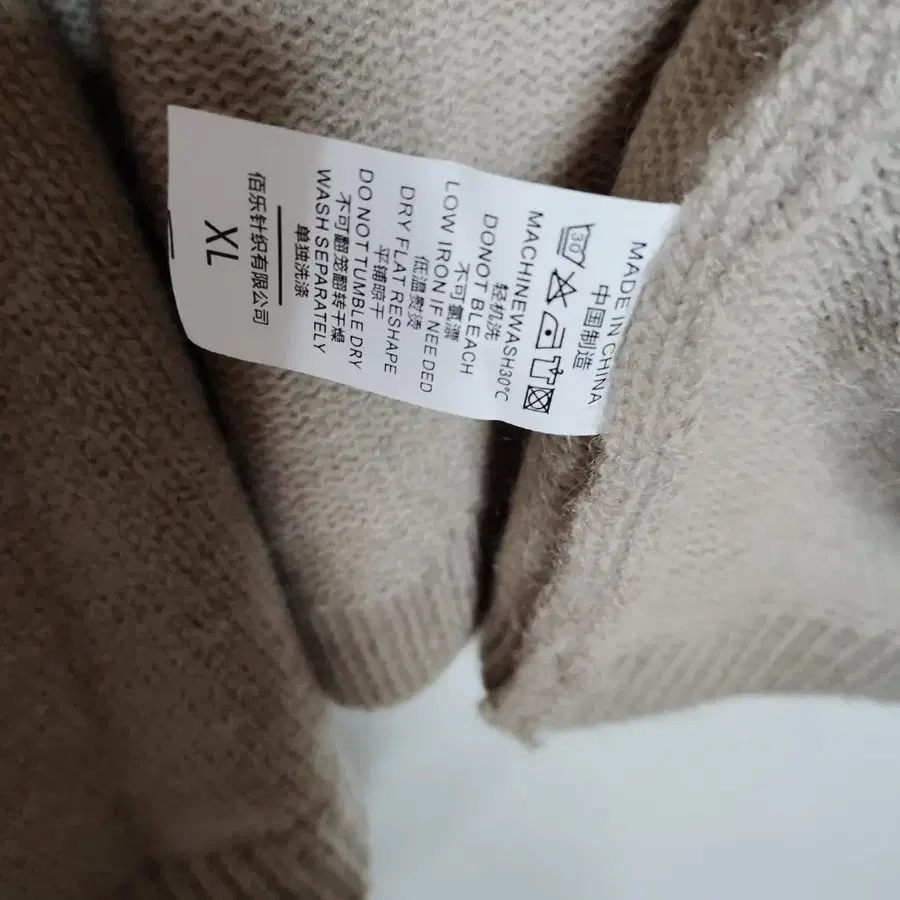 MADE IN CHINA
中国制造
30
MACHINEWASH30°C
轻机洗
DONOT BLEACH
不可氯漂
LOW IRON IF NEEDED
低温熨烫
DRY FLAT RESHAPE
平铺晾干
DO NOT TUMBLE DRY
不可翻笼翻转干燥
WASH SEPARATELY
单独洗涤
XL
佰乐针织有限公司